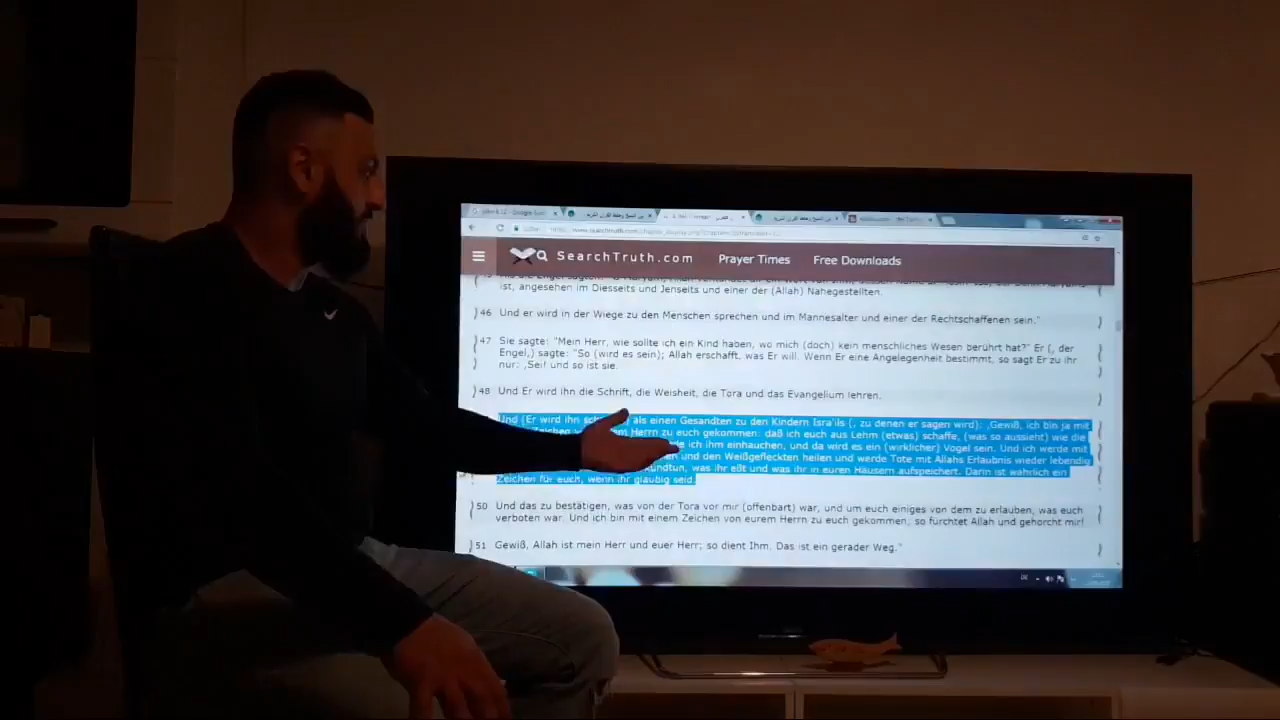 John 8 12 - Google Such
SearchTruth.com Prayer Times Free Downloads
ist, angesehen im Diesseits und Jenseits und einer der (Allah) Nahegestellten.
46 Und er wird in der Wiege zu den Menschen sprechen und im Mannesalter und einer der Rechtschaffenen sein."
47 Sie sagte: "Mein Herr, wie sollte ich ein Kind haben, wo mich (doch) kein menschliches Wesen berührt hat?" Er (, der
Engel,) sagte: "So (wird es sein); Allah erschafft, was Er will. Wenn Er eine Angelegenheit bestimmt, so sagt Er zu ihr
nur: ,Sei! und so ist sie.
48 Und Er wird ihn die Schrift, die Weisheit, die Tora und das Evangelium lehren.
Und (Er wird ihn als einen Gesandten zu den Kindern Isra'ils (, zu denen er sagen wird): ,Gewiß, ich bin ja mit
Zeichen Herrn zu euch gekommen: daß ich euch aus Lehm (etwas) schaffe, (was so aussieht) wie die
ich ihm einhauchen, und da wird es ein (wirklicher) Vogel sein. Und ich werde mit
und den Weißgefleckten heilen und werde Tote mit Allahs Erlaubnis wieder lebendig
was ihr eßt und was ihr in euren Häusern aufspeichert. Darin ist wahrlich ein
Zeichen für euch, wenn ihr gläubig seid.
50 Und das zu bestätigen, was von der Tora vor mir (offenbart) war, und um euch einiges von dem zu erlauben, was euch
verboten war. Und ich bin mit einem Zeichen von eurem Herrn zu euch gekommen, so fürchtet Allah und gehorcht mir!
51 Gewiß, Allah ist mein Herr und euer Herr; so dient Ihm. Das ist ein gerader Weg."
DE